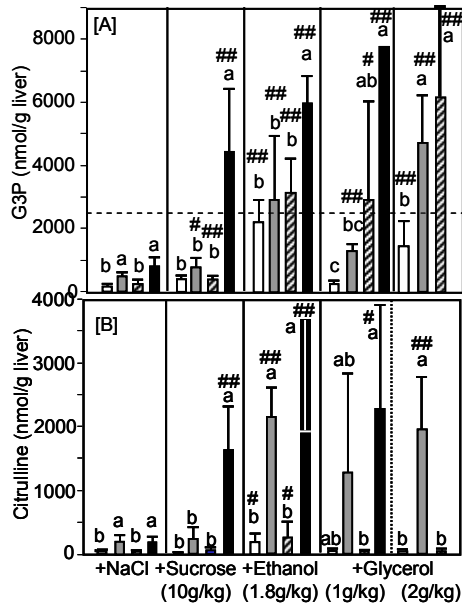 [A]
G3P (nmol/g liver)
8000
6000
4000
2000
0
b a b a
b
#
b
##
b
##
a
##
b
##
b
##
b
##
a
c
##
bc
#
ab
##
a
##
b
##
a
##
a
[B]
Citrulline (nmol/g liver)
4000
3000
2000
1000
0
b a b a
b b b
##
a
#
b
##
a
#
b
##
a
ab ab b
#
a
b
##
a
b
+NaCl +Sucrose +Ethanol +Glycerol
(10g/kg) (1.8g/kg) (1g/kg) (2g/kg)